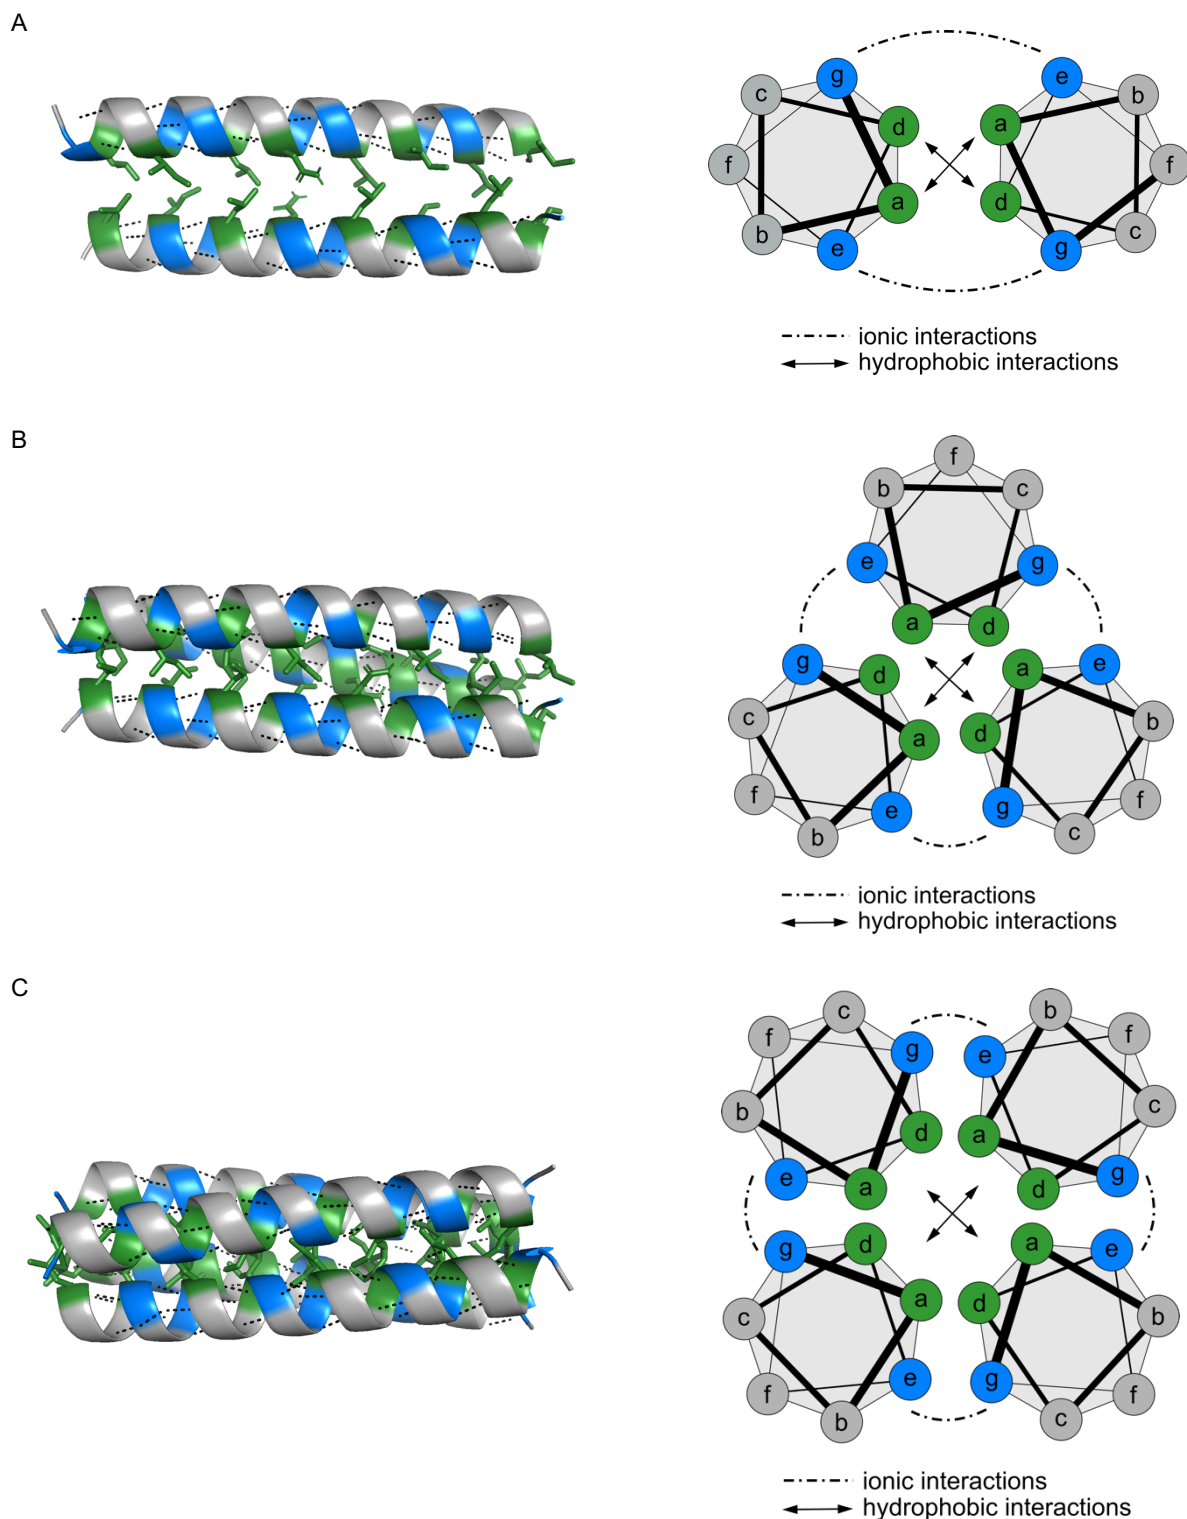 A
g e
c b
d a
f f
a d
b c
e g
ionic interactions
hydrophobic interactions
B
f
b c
e g
a d
g d a e
c a d b
f e g f
b c
ionic interactions
hydrophobic interactions
C
c b
f g e f
b d a c
e a d g
g d a e
c a d b
f e g f
b c
ionic interactions
hydrophobic interactions